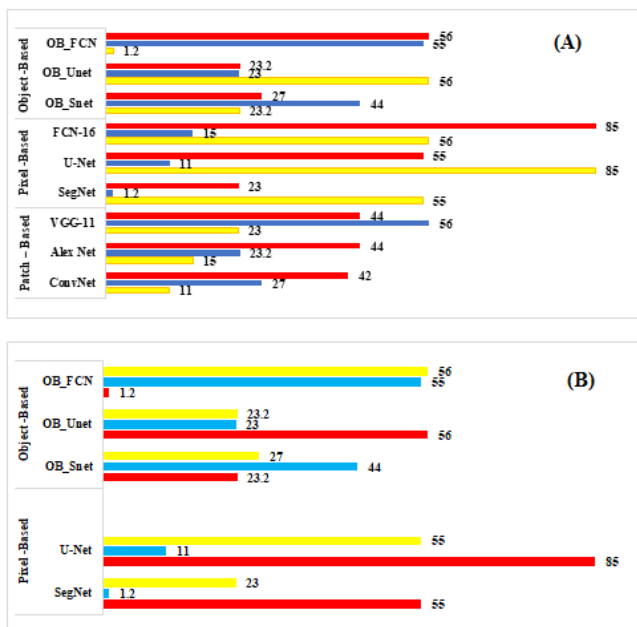 (A)
Object-Based
OB_FCN
56
55
1.2
OB_Unet
23.2
23
56
OB_Snet
27
44
23.2
Pixel -Based
FCN-16
85
15
56
U-Net
55
11
85
SegNet
23
1.2
55
Patch – Based
VGG-11
44
56
23
Alex Net
44
23.2
15
ConvNet
42
27
11
(B)
Object-Based
OB_FCN
56
55
1.2
OB_Unet
23.2
23
56
OB_Snet
27
44
23.2
Pixel -Based
U-Net
55
11
85
SegNet
23
1.2
55